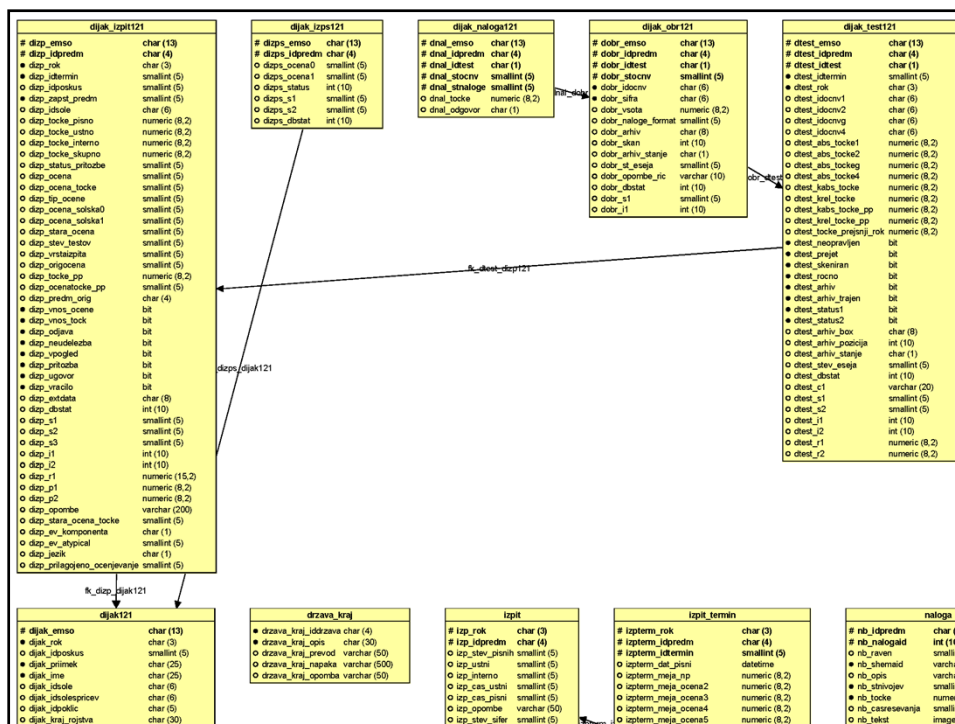 dijak_izpit121
# dizp_emso char (13)
# dizp_idpredm char (4)
dizp_rok char (3)
dizp_idtermin smallint (5)
dizp_idposkus smallint (5)
dizp_zapst_predm smallint (5)
dizp_idsole char (6)
dizp_tocke_pisno numeric (8,2)
dizp_tocke_ustno numeric (8,2)
dizp_tocke_interno numeric (8,2)
dizp_tocke_skupno numeric (8,2)
dizp_status_pritozbe smallint (5)
dizp_ocena smallint (5)
dizp_ocena_tocke smallint (5)
dizp_tip_ocene smallint (5)
dizp_ocena_solska0 smallint (5)
dizp_ocena_solska1 smallint (5)
dizp_stara_ocena smallint (5)
dizp_stev_testov smallint (5)
dizp_vrstaizpita smallint (5)
dizp_origocena smallint (5)
dizp_tocke_pp numeric (8,2)
dizp_ocenatocke_pp smallint (5)
dizp_predm_orig char (4)
dizp_vnos_ocene bit
dizp_vnos_tock bit
dizp_odjava bit
dizp_neudelezba bit
dizp_vpogled bit
dizp_pritozba bit
dizp_ugovor bit
dizp_vracilo bit
dizp_extdata char (8)
dizp_dbstat int (10)
dizp_s1 smallint (5)
dizp_s2 smallint (5)
dizp_s3 smallint (5)
dizp_i1 int (10)
dizp_i2 int (10)
dizp_r1 numeric (15,2)
dizp_p1 numeric (8,2)
dizp_p2 numeric (8,2)
dizp_opombe varchar (200)
dizp_stara_ocena_tocke smallint (5)
dizp_ev_komponenta char (1)
dizp_ev_atypical smallint (5)
dizp_jezik char (1)
dizp_prilagojeno_ocenjevanje smallint (5)
dijak_izps121
# dizps_emso char (13)
# dizps_idpredm char (4)
dizps_ocena0 smallint (5)
dizps_ocena1 smallint (5)
dizps_status int (10)
dizps_s1 smallint (5)
dizps_s2 smallint (5)
dizps_dbstat int (10)
dijak_naloga121
# dnal_emso char (13)
# dnal_idpredm char (4)
# dnal_idtest char (1)
# dnal_stocnv smallint (5)
# dnal_stnaloge smallint (5)
dnal_tocke numeric (8,2)
dnal_odgovor char (1)
dijak_obr121
# dobr_emso char (13)
# dobr_idpredm char (4)
# dobr_idtest char (1)
# dobr_stocnv smallint (5)
dobr_idocnv char (6)
dobr_sifra char (6)
dobr_vsota numeric (8,2)
dobr_naloge_format smallint (5)
dobr_arhiv char (8)
dobr_skan int (10)
dobr_arhiv_stanje char (1)
dobr_st_eseja smallint (5)
dobr_opombe_ric varchar (10)
dobr_dbstat int (10)
dobr_s1 smallint (5)
dobr_i1 int (10)
dijak_test121
# dtest_emso char (13)
# dtest_idpredm char (4)
# dtest_idtest char (1)
dtest_idtermin smallint (5)
dtest_rok char (3)
dtest_idocnv1 char (6)
dtest_idocnv2 char (6)
dtest_idocnvg char (6)
dtest_idocnv4 char (6)
dtest_abs_tocke1 numeric (8,2)
dtest_abs_tocke2 numeric (8,2)
dtest_abs_tockeg numeric (8,2)
dtest_abs_tocke4 numeric (8,2)
dtest_kabs_tocke numeric (8,2)
dtest_krel_tocke numeric (8,2)
dtest_kabs_tocke_pp numeric (8,2)
dtest_krel_tocke_pp numeric (8,2)
dtest_tocke_prejsnji_rok numeric (8,2)
dtest_neopravljen bit
dtest_prejet bit
dtest_skeniran bit
dtest_rocno bit
dtest_arhiv bit
dtest_arhiv_trajen bit
dtest_status1 bit
dtest_status2 bit
dtest_arhiv_box char (8)
dtest_arhiv_pozicija int (10)
dtest_arhiv_stanje char (1)
dtest_stev_eseja smallint (5)
dtest_dbstat int (10)
dtest_c1 varchar (20)
dtest_s1 smallint (5)
dtest_s2 smallint (5)
dtest_i1 int (10)
dtest_i2 int (10)
dtest_r1 numeric (8,2)
dtest_r2 numeric (8,2)
nal_dobr
obr_dtest
fk_dtest_dizp121
dizps_dijak121
fk_dizp_dijak121
dijak121
# dijak_emso char (13)
dijak_rok char (3)
dijak_idposkus smallint (5)
dijak_priimek char (25)
dijak_ime char (25)
dijak_idsole char (6)
dijak_idsolespricev char (6)
dijak_idpoklic char (5)
dijak_kraj_rojstva char (30)
drzava_kraj
drzava_kraj_iddrzava char (4)
drzava_kraj_opis char (30)
drzava_kraj_prevod varchar (50)
drzava_kraj_napaka varchar (500)
drzava_kraj_opomba varchar (50)
izpit
# izp_rok char (3)
# izp_idpredm char (4)
izp_stev_pisnih smallint (5)
izp_ustni smallint (5)
izp_interno smallint (5)
izp_cas_ustni smallint (5)
izp_cas_pisni smallint (5)
izp_opombe varchar (50)
izp_stev_sifer smallint (5)
izpit_termin
# izpterm_rok char (3)
# izpterm_idpredm char (4)
# izpterm_idtermin smallint (5)
izpterm_dat_pisni datetime
izpterm_meja_np numeric (8,2)
izpterm_meja_ocena2 numeric (8,2)
izpterm_meja_ocena3 numeric (8,2)
izpterm_meja_ocena4 numeric (8,2)
izpterm_meja_ocena5 numeric (8,2)
naloga
# nb_idpredm char (
# nb_nalogaid int (1
nb_raven smallin
nb_shemaid varcha
nb_opis varcha
nb_stnivojev smallin
nb_tocke numeri
nb_casresevanja smallin
nb_tekst image